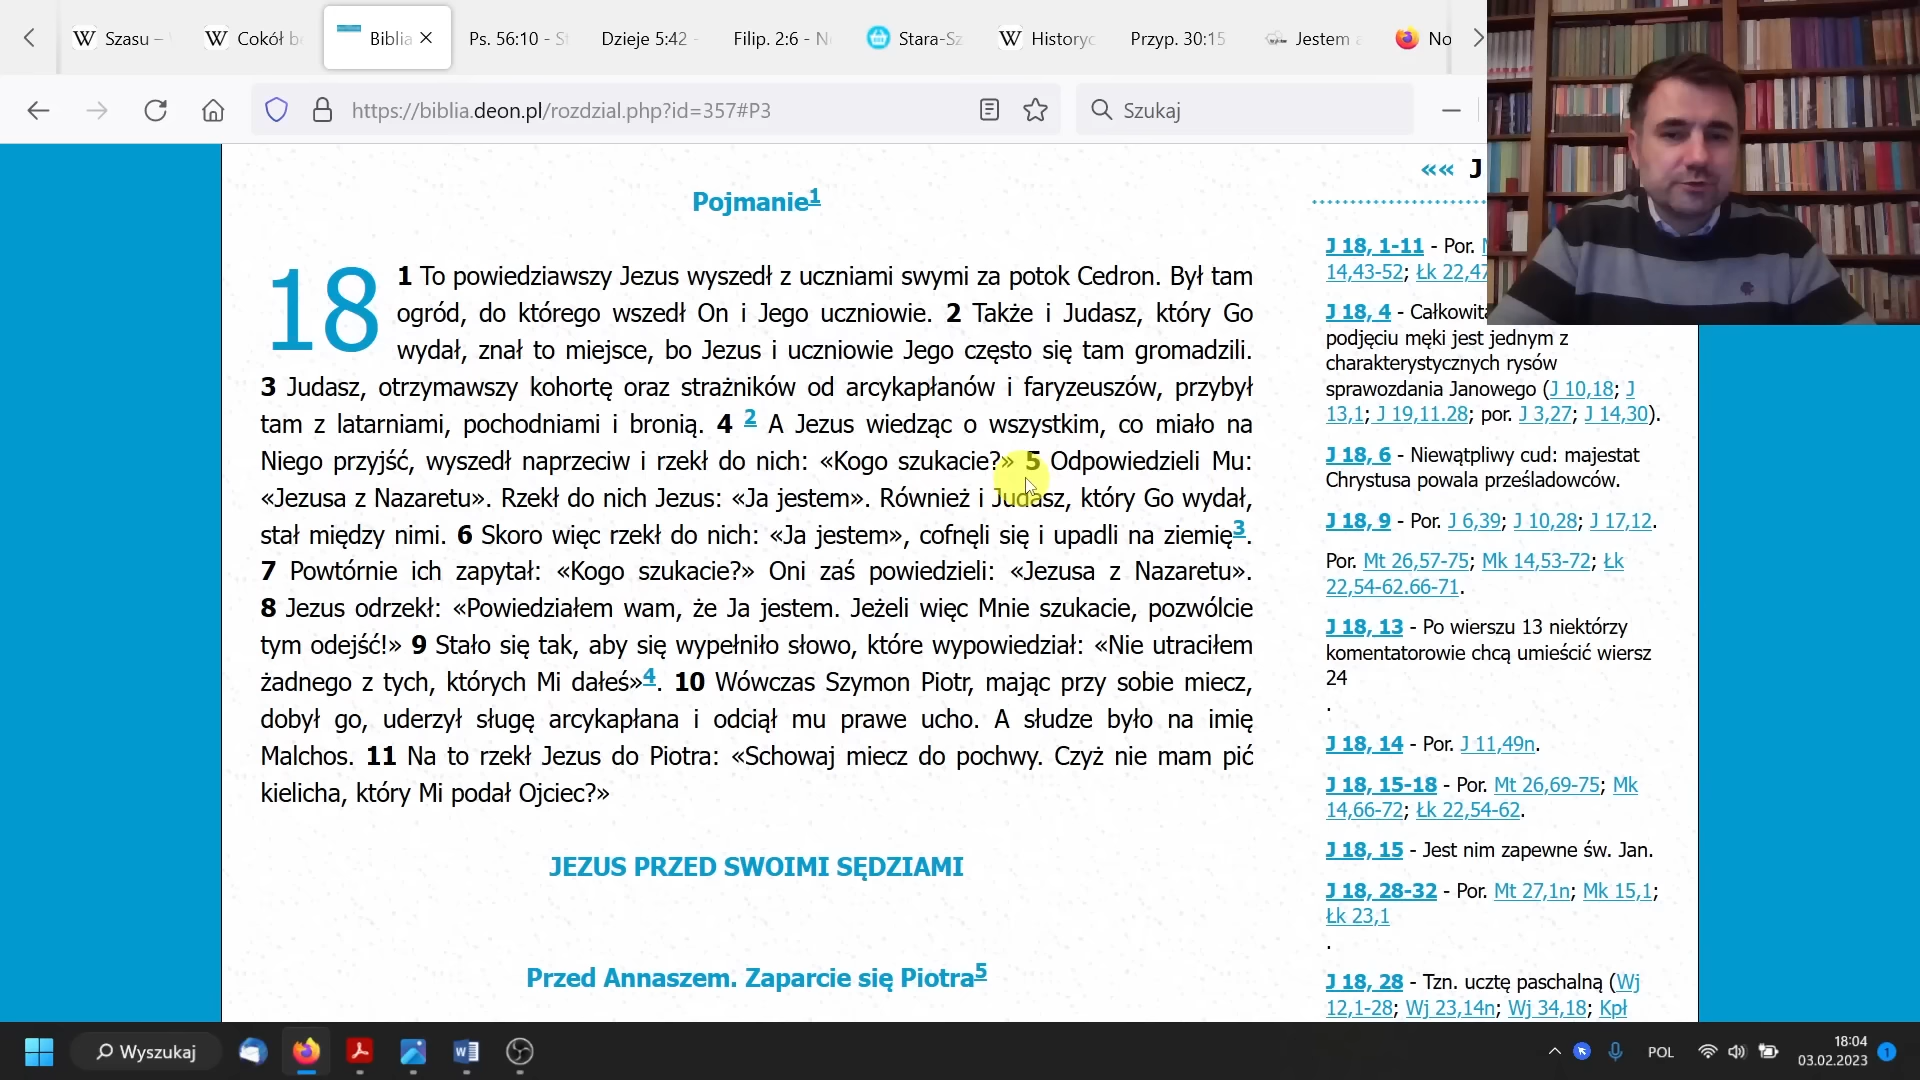 Szasu –
Cokół b
Biblia
Ps. 56:10 - S
Dzieje 5:42 -
Filip. 2:6 - N
Stara-Sz
Historyc
Przyp. 30:15
Jestem a
No
https://biblia.deon.pl/rozdzial.php?id=357#P3
Szukaj
Pojmanie1
18 1 To powiedziawszy Jezus wyszedł z uczniami swymi za potok Cedron. Był tam
ogród, do którego wszedł On i Jego uczniowie. 2 Także i Judasz, który Go
wydał, znał to miejsce, bo Jezus i uczniowie Jego często się tam gromadzili.
3 Judasz, otrzymawszy kohortę oraz strażników od arcykapłanów i faryzeuszów, przybył
tam z latarniami, pochodniami i bronią. 4 2 A Jezus wiedząc o wszystkim, co miało na
Niego przyjść, wyszedł naprzeciw i rzekł do nich: «Kogo szukacie?» 5 Odpowiedzieli Mu:
«Jezusa z Nazaretu». Rzekł do nich Jezus: «Ja jestem». Również i Judasz, który Go wydał,
stał między nimi. 6 Skoro więc rzekł do nich: «Ja jestem», cofnęli się i upadli na ziemię3.
7 Powtórnie ich zapytał: «Kogo szukacie?» Oni zaś powiedzieli: «Jezusa z Nazaretu».
8 Jezus odrzekł: «Powiedziałem wam, że Ja jestem. Jeżeli więc Mnie szukacie, pozwólcie
tym odejść!» 9 Stało się tak, aby się wypełniło słowo, które wypowiedział: «Nie utraciłem
żadnego z tych, których Mi dałeś»4. 10 Wówczas Szymon Piotr, mając przy sobie miecz,
dobył go, uderzył sługę arcykapłana i odciął mu prawe ucho. A słudze było na imię
Malchos. 11 Na to rzekł Jezus do Piotra: «Schowaj miecz do pochwy. Czyż nie mam pić
kielicha, który Mi podał Ojciec?»
JEZUS PRZED SWOIMI SĘDZIAMI
Przed Annaszem. Zaparcie się Piotra5
«« J
J 18, 1-11 - Por.
14,43-52; Łk 22,47
J 18, 4 - Całkowita
podjęciu męki jest jednym z
charakterystycznych rysów
sprawozdania Janowego (J 10,18; J
13,1; J 19,11.28; por. J 3,27; J 14,30).
J 18, 6 - Niewątpliwy cud: majestat
Chrystusa powala prześladowców.
J 18, 9 - Por. J 6,39; J 10,28; J 17,12.
Por. Mt 26,57-75; Mk 14,53-72; Łk
22,54-62.66-71.
J 18, 13 - Po wierszu 13 niektórzy
komentatorowie chcą umieścić wiersz
24
.
J 18, 14 - Por. J 11,49n.
J 18, 15-18 - Por. Mt 26,69-75; Mk
14,66-72; Łk 22,54-62.
J 18, 15 - Jest nim zapewne św. Jan.
J 18, 28-32 - Por. Mt 27,1n; Mk 15,1;
Łk 23,1
.
J 18, 28 - Tzn. ucztę paschalną (Wj
12,1-28; Wj 23,14n; Wj 34,18; Kpł
Wyszukaj
POL
18:04
03.02.2023
1